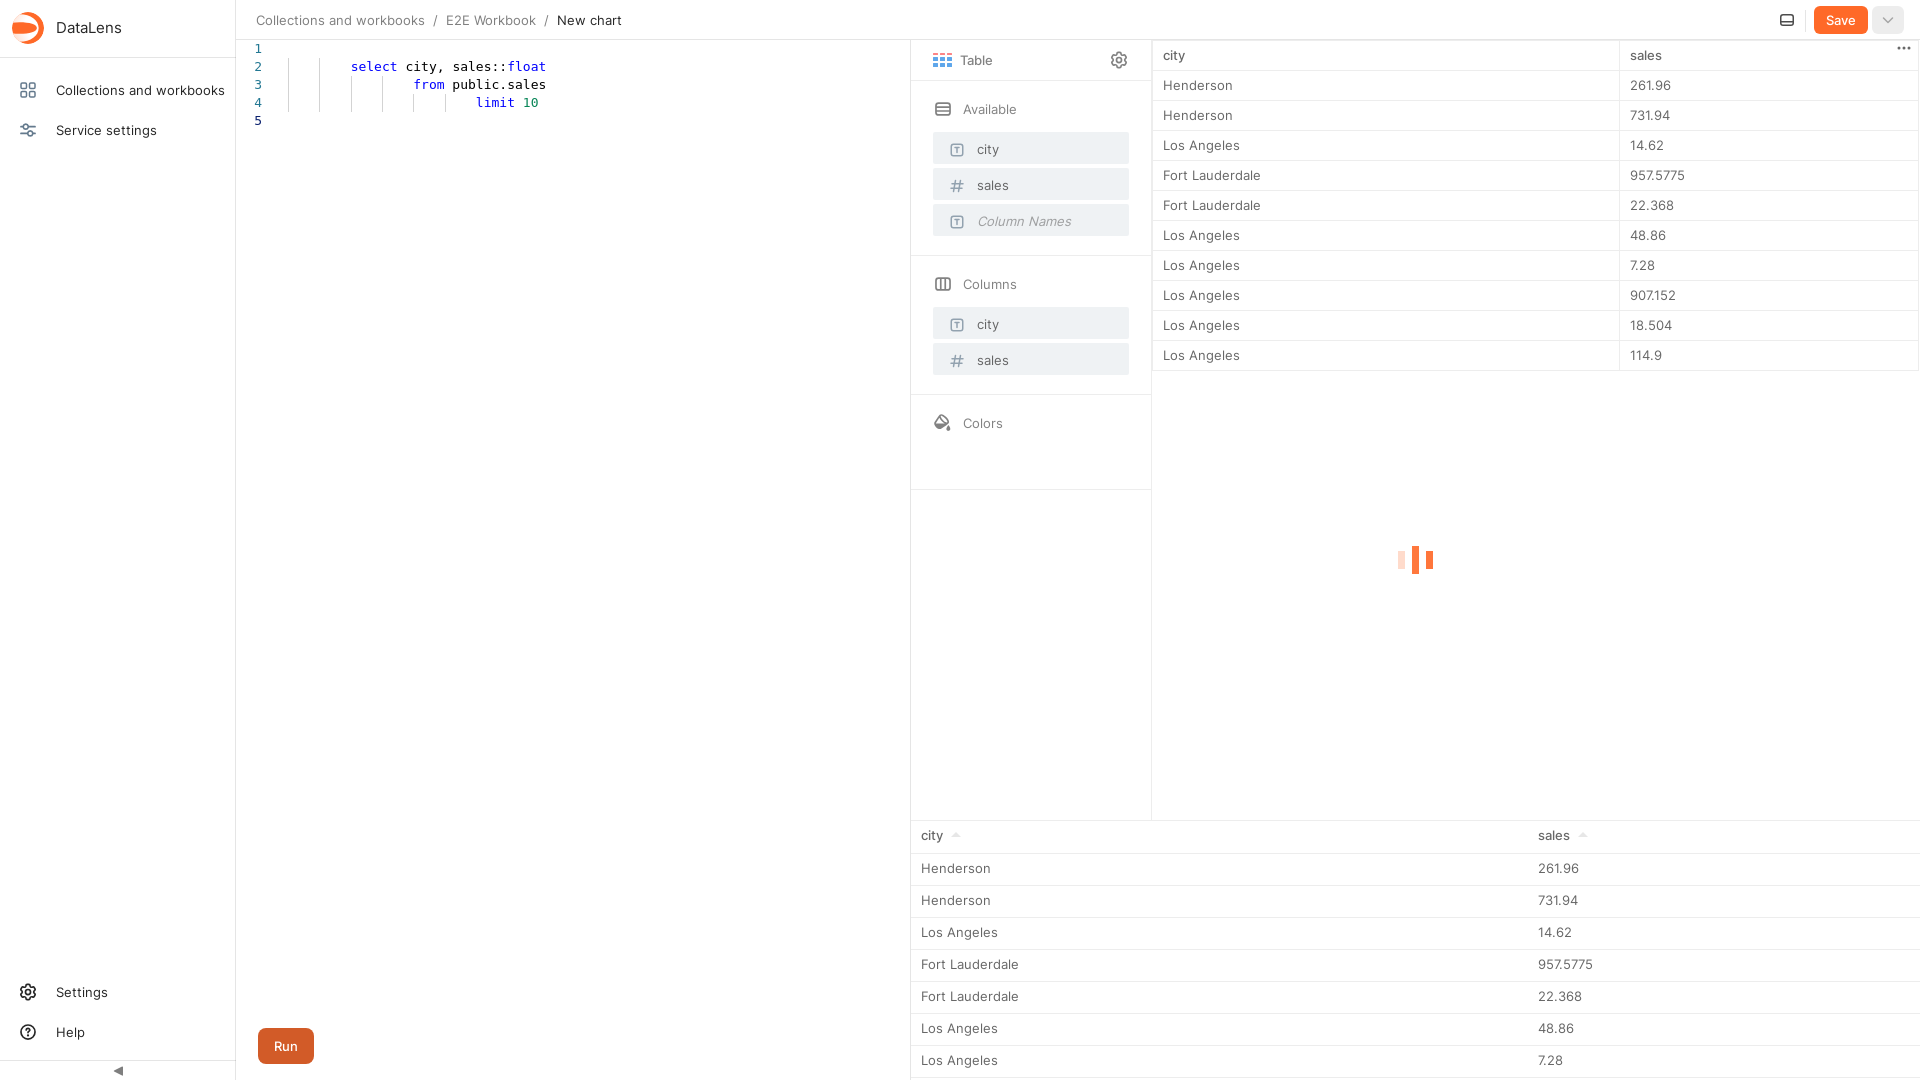 DataLens
Collections and workbooks
Service settings
Settings
Help
Collections and workbooks / E2E Workbook / New chart
Save
1
2 select city, sales::float
3 from public.sales
4 limit 10
5
Run
Table
Available
city
sales
Column Names
Columns
city
sales
Colors
city sales
Henderson 261.96
Henderson 731.94
Los Angeles 14.62
Fort Lauderdale 957.5775
Fort Lauderdale 22.368
Los Angeles 48.86
Los Angeles 7.28
Los Angeles 907.152
Los Angeles 18.504
Los Angeles 114.9
city sales
Henderson 261.96
Henderson 731.94
Los Angeles 14.62
Fort Lauderdale 957.5775
Fort Lauderdale 22.368
Los Angeles 48.86
Los Angeles 7.28